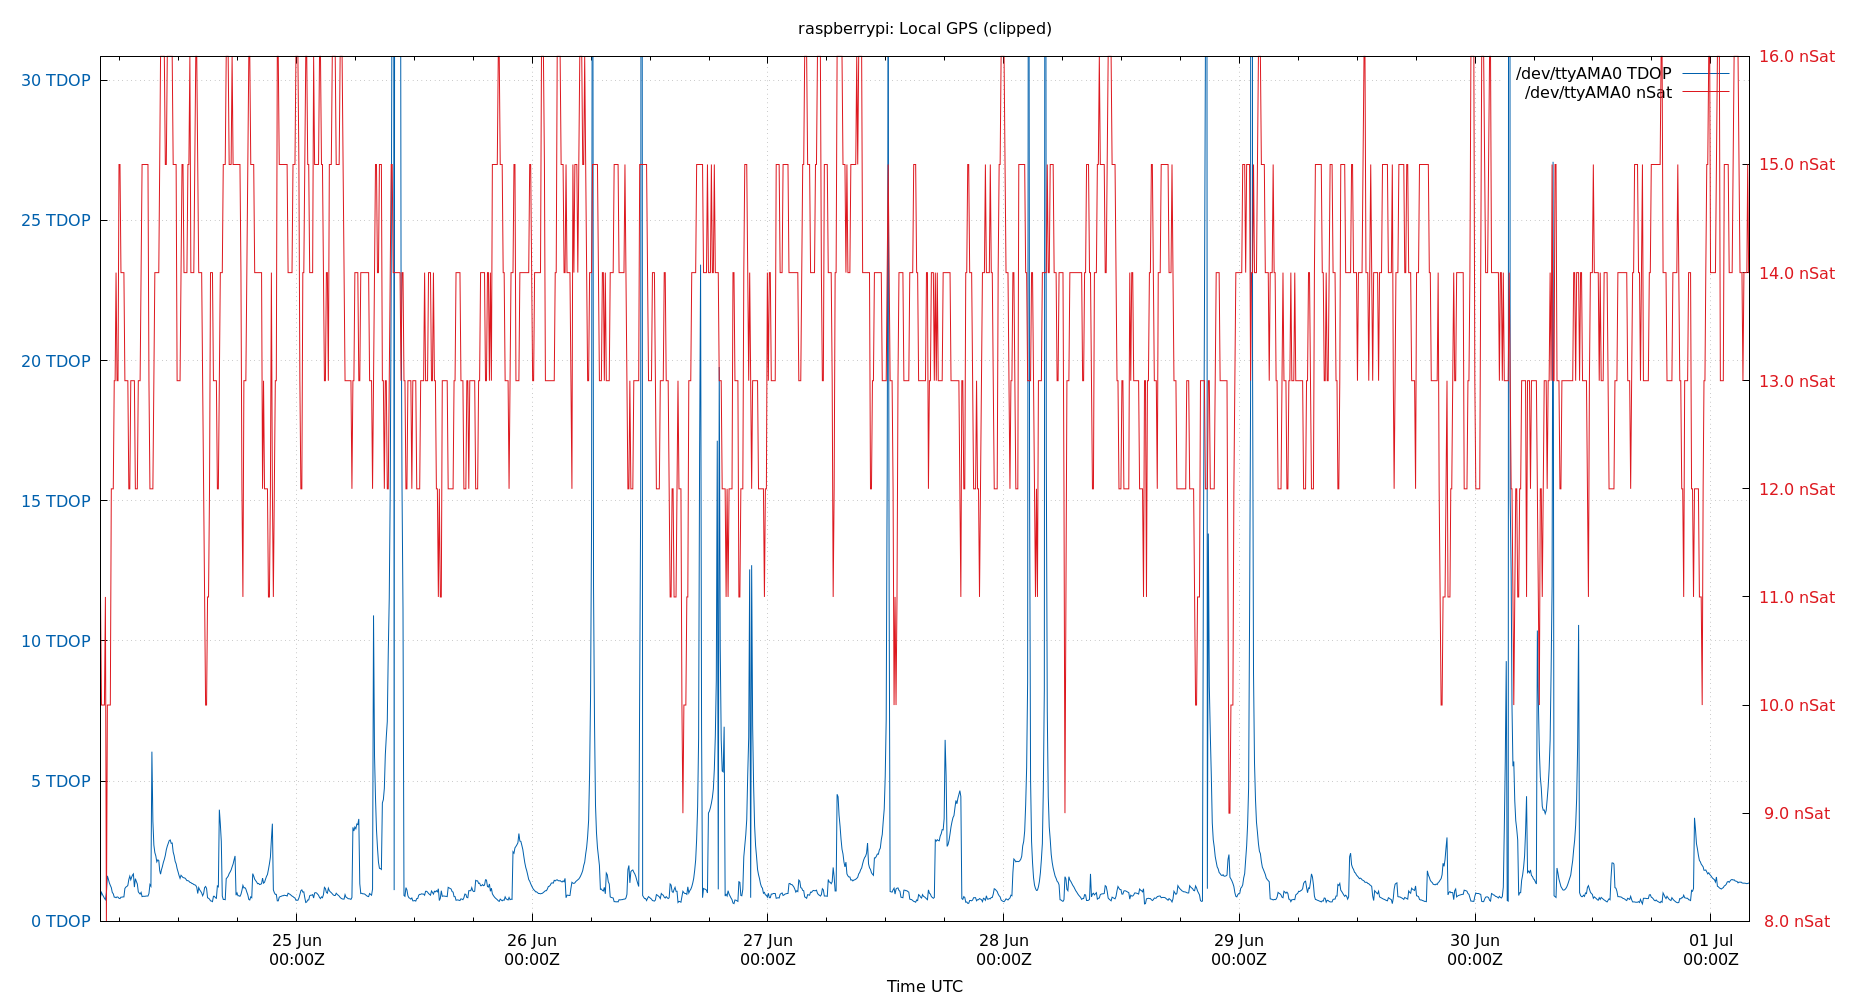 raspberrypi: Local GPS (clipped)
30 TDOP
25 TDOP
20 TDOP
15 TDOP
10 TDOP
5 TDOP
0 TDOP
/dev/ttyAMA0 TDOP
/dev/ttyAMA0 nSat
16.0 nSat
15.0 nSat
14.0 nSat
13.0 nSat
12.0 nSat
11.0 nSat
10.0 nSat
9.0 nSat
8.0 nSat
25 Jun 26 Jun 27 Jun 28 Jun 29 Jun 30 Jun 01 Jul
00:00Z 00:00Z 00:00Z 00:00Z 00:00Z 00:00Z 00:00Z
Time UTC